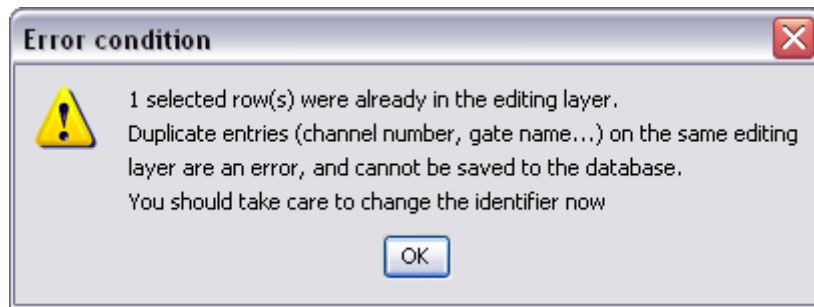 Error condition
1 selected row(s) were already in the editing layer.
Duplicate entries (channel number, gate name...) on the same editing
layer are an error, and cannot be saved to the database.
You should take care to change the identifier now
OK